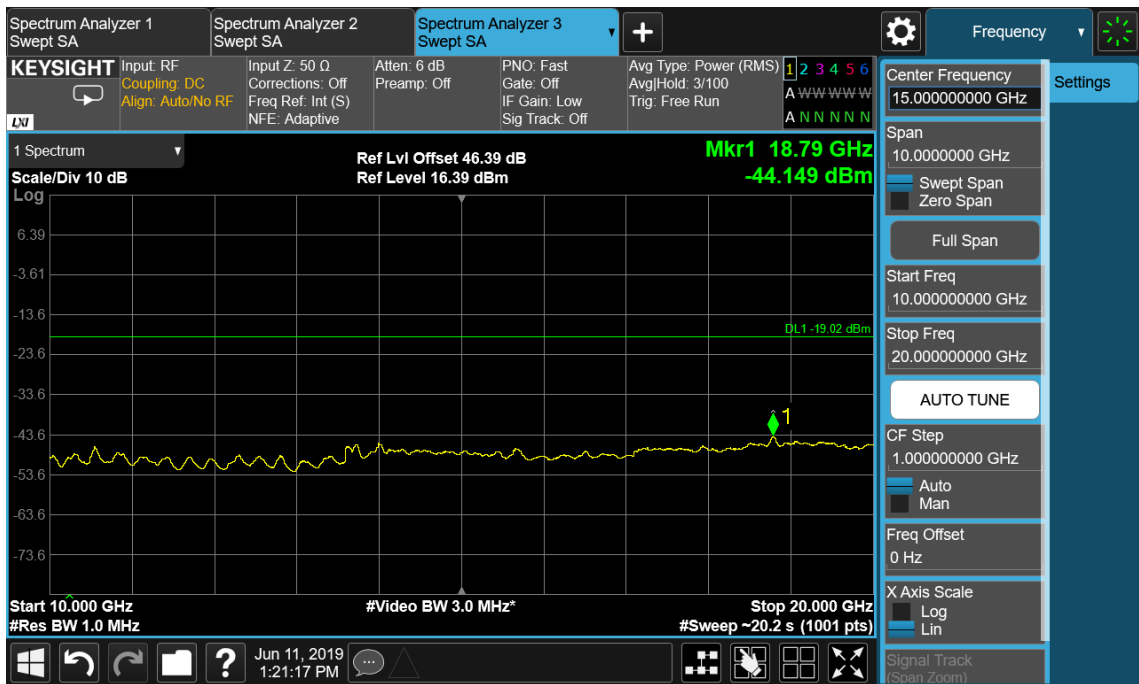 Spectrum Analyzer 1
Swept SA
Spectrum Analyzer 2
Swept SA
Spectrum Analyzer 3
Swept SA
▼
+
Frequency ▼
KEYSIGHT
LXI
Input: RF
Coupling: DC
Align: Auto/No RF
Input Z: 50 Ω
Corrections: Off
Freq Ref: Int (S)
NFE: Adaptive
Atten: 6 dB
Preamp: Off
PNO: Fast
Gate: Off
IF Gain: Low
Sig Track: Off
Avg Type: Power (RMS)
Avg|Hold: 3/100
Trig: Free Run
1 2 3 4 5 6
A W W W W W
A N N N N N
1 Spectrum ▼
Scale/Div 10 dB
Log
Ref Lvl Offset 46.39 dB
Ref Level 16.39 dBm
Mkr1 18.79 GHz
-44.149 dBm
6.39
-3.61
-13.6
DL1 -19.02 dBm
-23.6
-33.6
1
-43.6
-53.6
-63.6
-73.6
Start 10.000 GHz
#Res BW 1.0 MHz
#Video BW 3.0 MHz*
Stop 20.000 GHz
#Sweep ~20.2 s (1001 pts)
Center Frequency
15.000000000 GHz
Settings
Span
10.0000000 GHz
Swept Span
Zero Span
Full Span
Start Freq
10.000000000 GHz
Stop Freq
20.000000000 GHz
AUTO TUNE
CF Step
1.000000000 GHz
Auto
Man
Freq Offset
0 Hz
X Axis Scale
Log
Lin
Signal Track
(Span Zoom)
?
Jun 11, 2019
1:21:17 PM